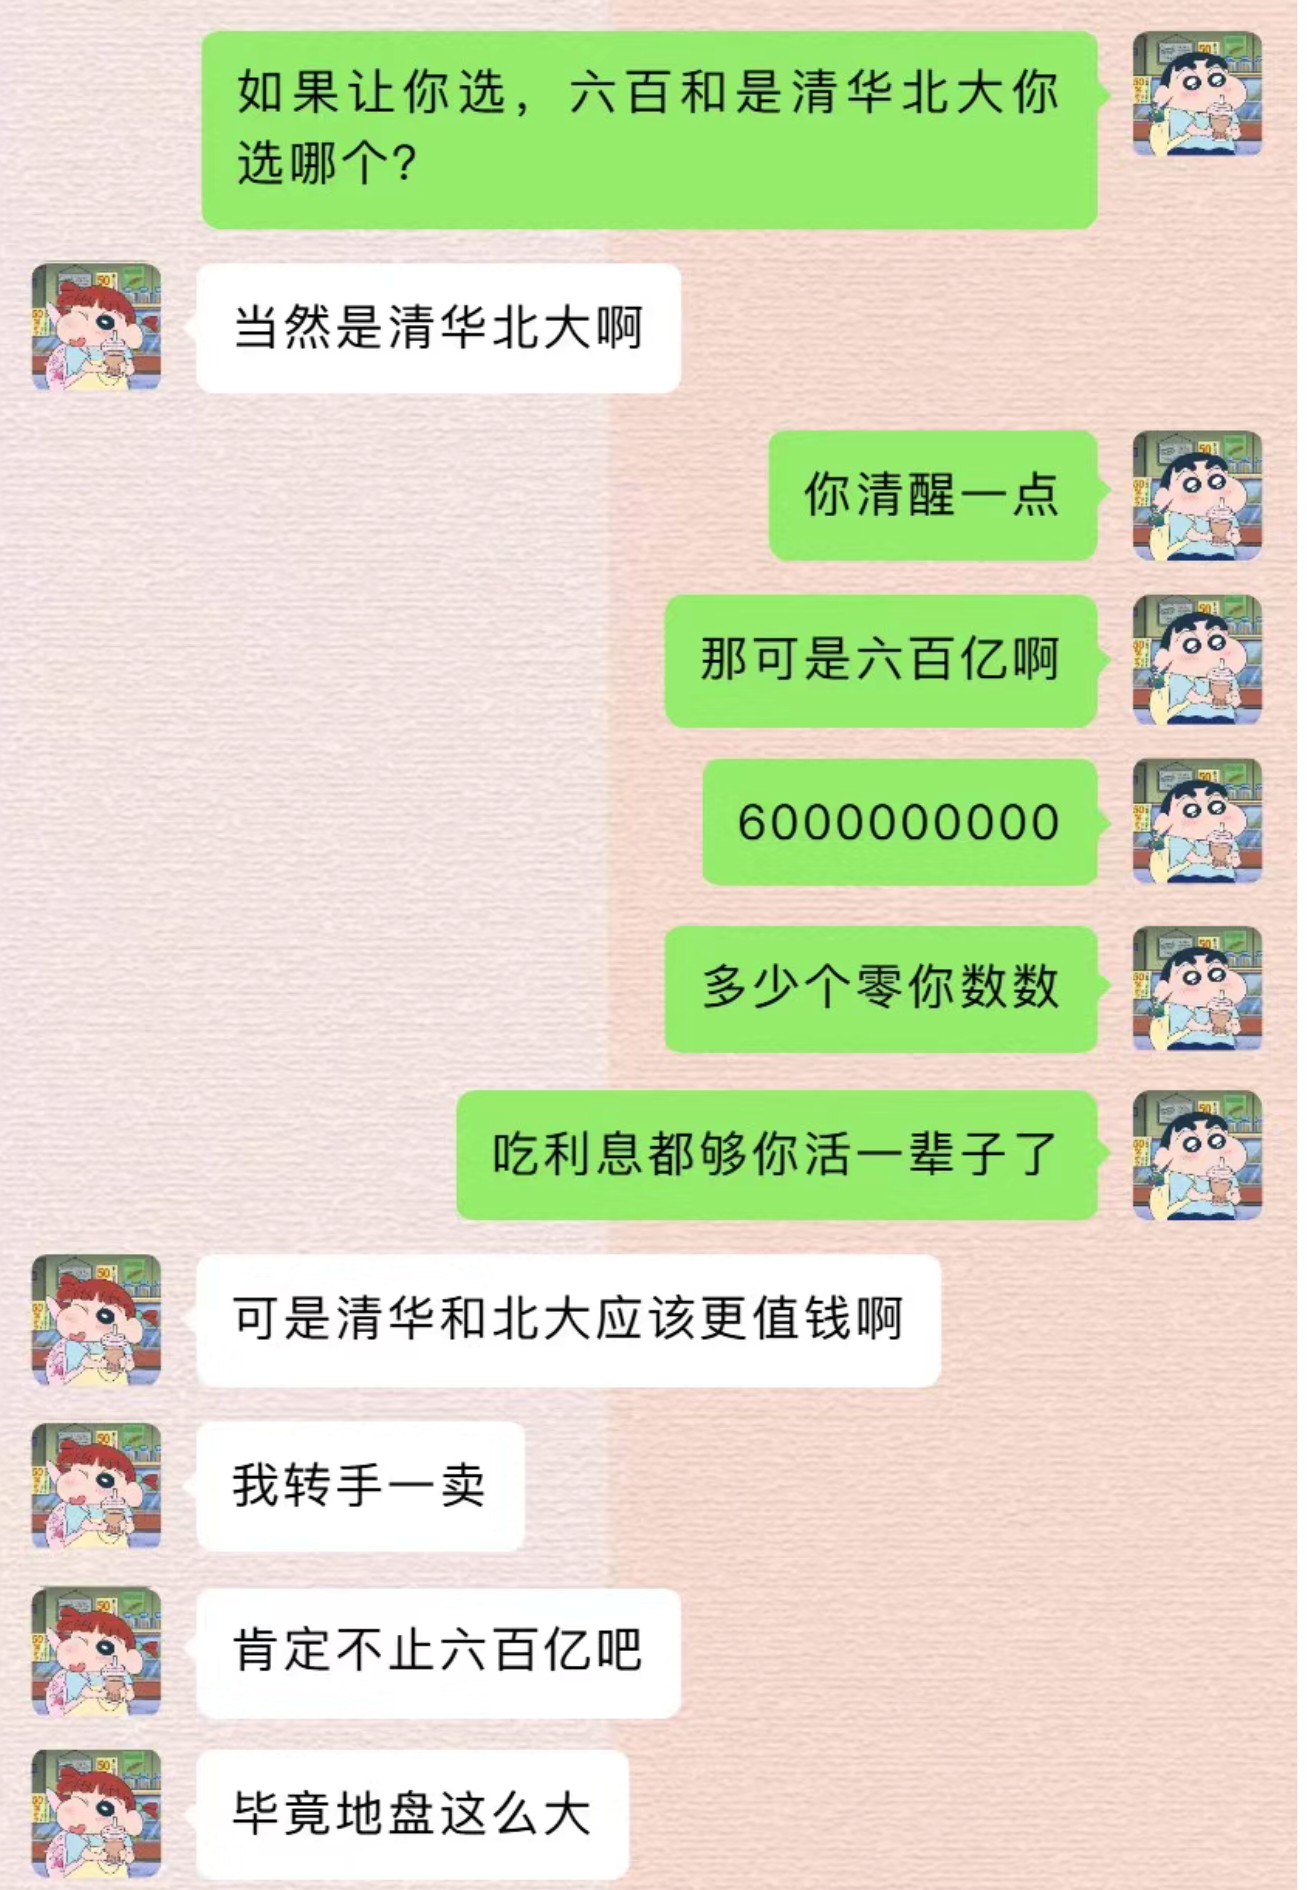 如果让你选，六百和是清华北大你
选哪个？
当然是清华北大啊
你清醒一点
那可是六百亿啊
6000000000
多少个零你数数
吃利息都够你活一辈子了
可是清华和北大应该更值钱啊
我转手一卖
肯定不止六百亿吧
毕竟地盘这么大